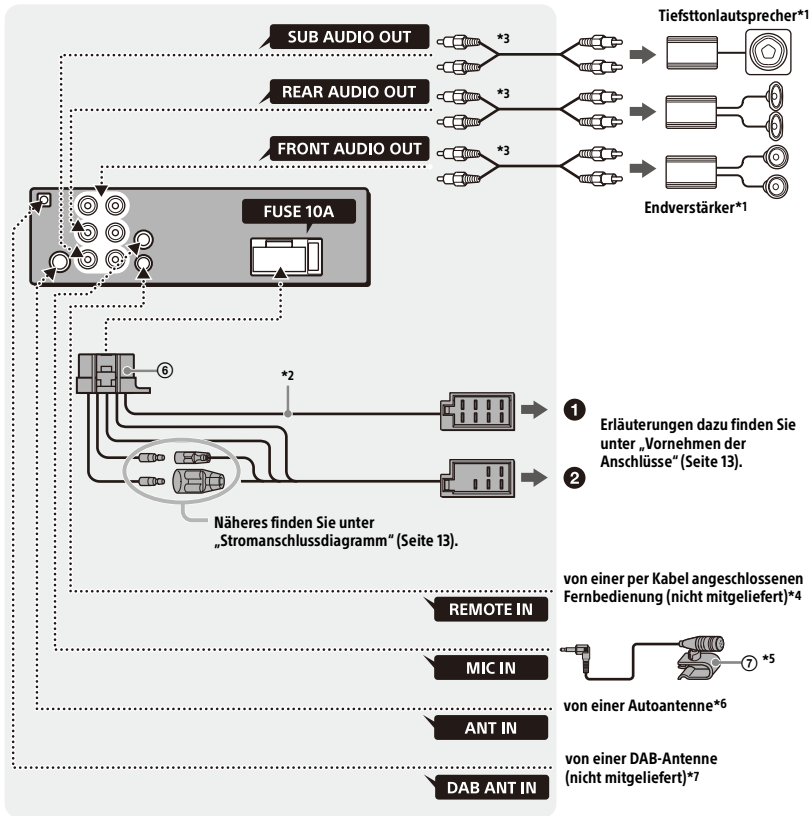 Tiefsttonlautsprecher*1
SUB AUDIO OUT
*3
REAR AUDIO OUT
*3
FRONT AUDIO OUT
*3
Endverstärker*1
FUSE 10A
⑥
*2
❶
Erläuterungen dazu finden Sie
unter „Vornehmen der
Anschlüsse“ (Seite 13).
❷
Näheres finden Sie unter
„Stromanschlussdiagramm“ (Seite 13).
von einer per Kabel angeschlossenen
Fernbedienung (nicht mitgeliefert)*4
REMOTE IN
⑦ *5
MIC IN
von einer Autoantenne*6
ANT IN
von einer DAB-Antenne
(nicht mitgeliefert)*7
DAB ANT IN